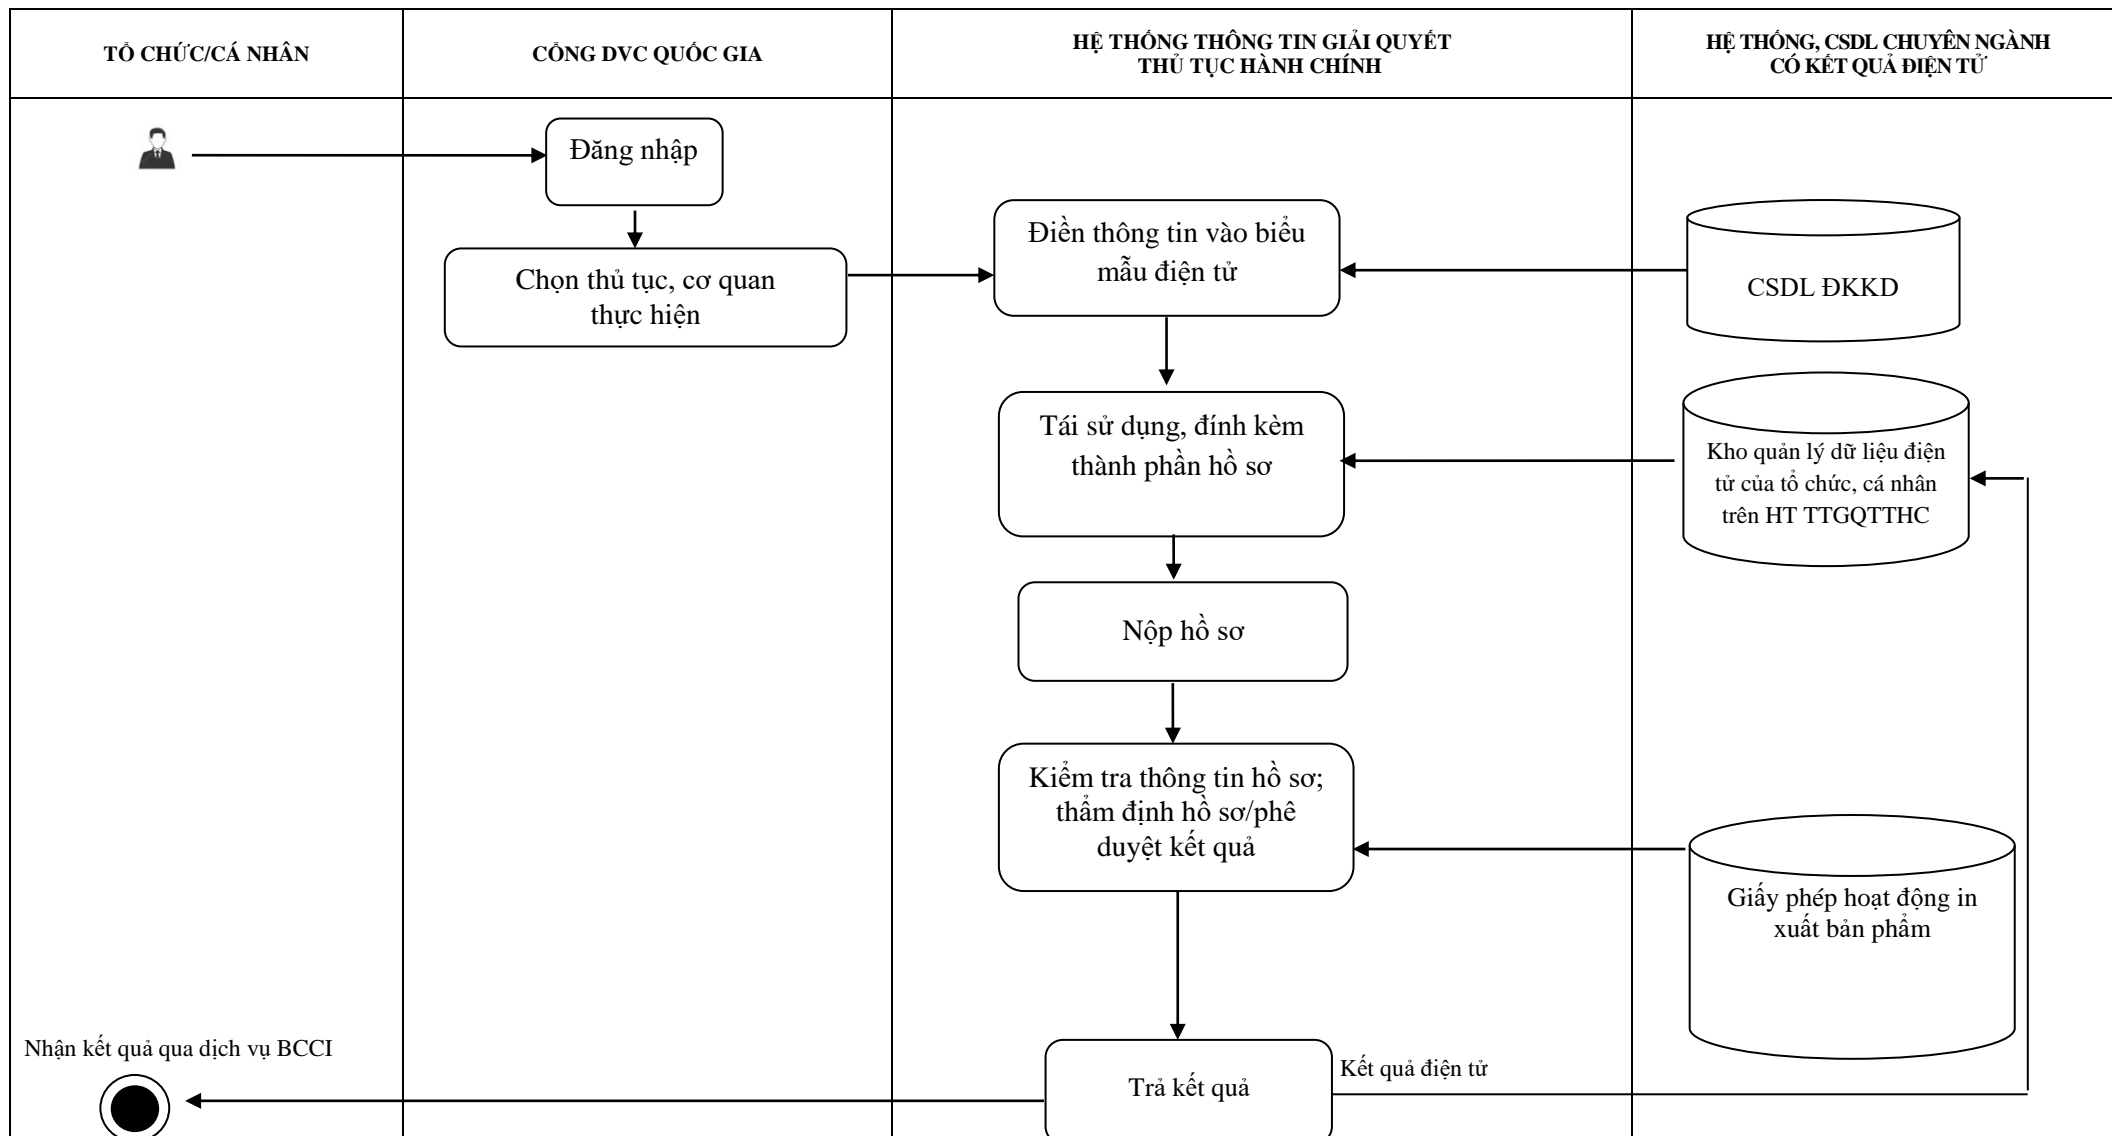 TỔ CHỨC/CÁ NHÂN
CỔNG DVC QUỐC GIA
HỆ THỐNG THÔNG TIN GIẢI QUYẾT
THỦ TỤC HÀNH CHÍNH
HỆ THỐNG, CSDL CHUYÊN NGÀNH
CÓ KẾT QUẢ ĐIỆN TỬ
Đăng nhập
Chọn thủ tục, cơ quan
thực hiện
Điền thông tin vào biểu
mẫu điện tử
CSDL ĐKKD
Tái sử dụng, đính kèm
thành phần hồ sơ
Kho quản lý dữ liệu điện
tử của tổ chức, cá nhân
trên HT TTGQTTHC
Nộp hồ sơ
Kiểm tra thông tin hồ sơ;
thẩm định hồ sơ/phê
duyệt kết quả
Giấy phép hoạt động in
xuất bản phẩm
Nhận kết quả qua dịch vụ BCCI
Trả kết quả
Kết quả điện tử